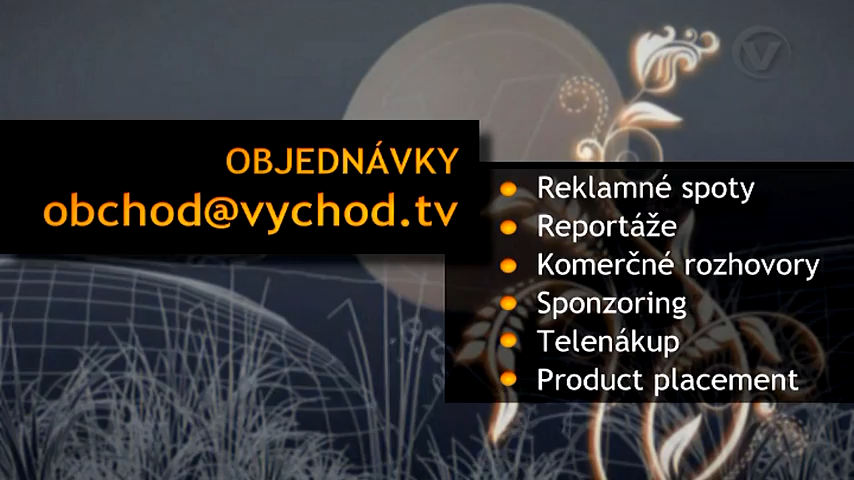 OBJEDNÁVKY
obchod@vychod.tv
Reklamné spoty
Reportáže
Komerčné rozhovory
Sponzoring
Telenákup
Product placement
V